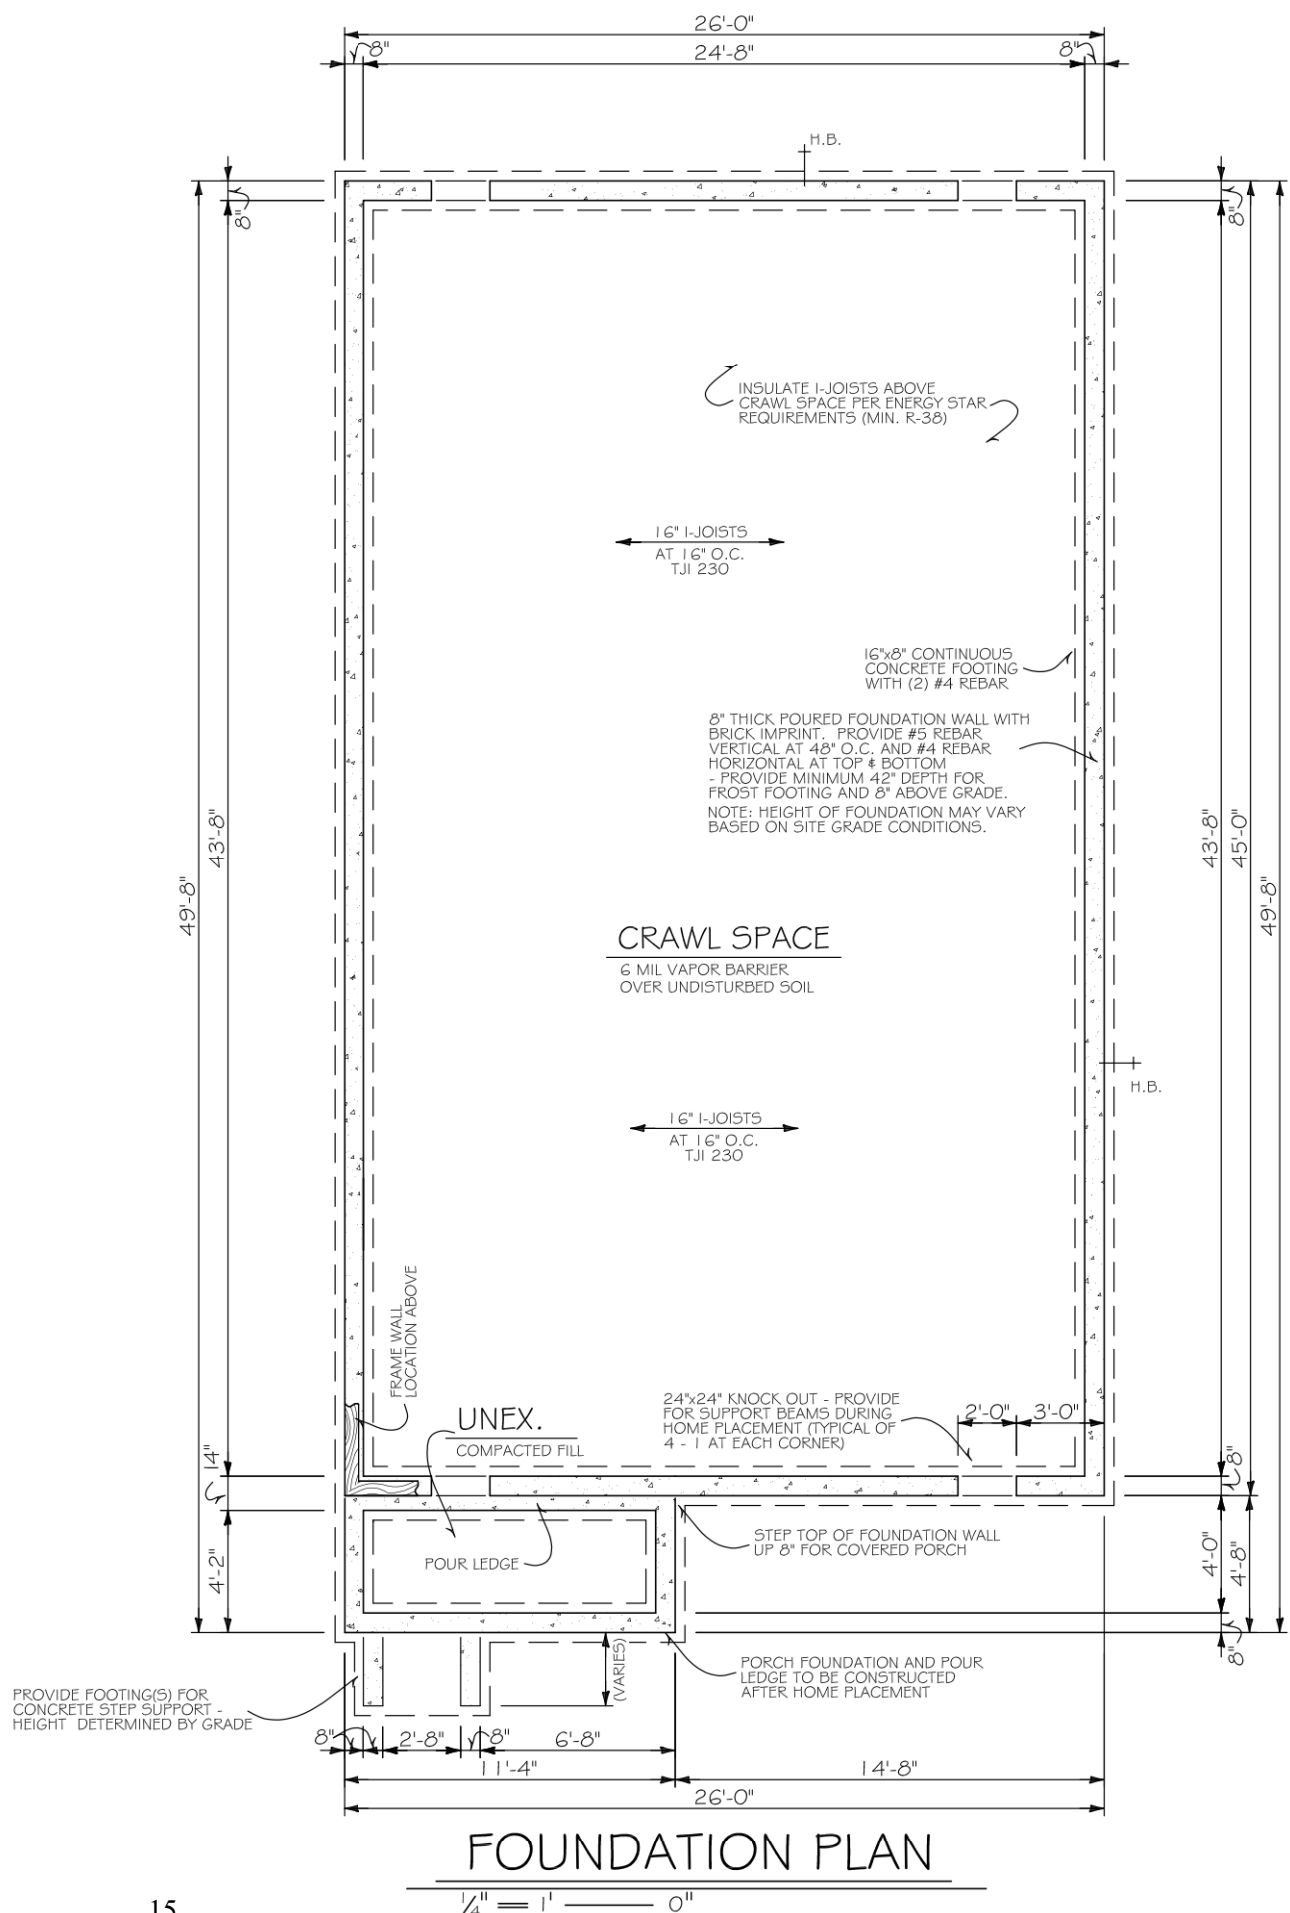 26'-0"
8"
24'-8"
8"
H.B.
8"
8"
INSULATE I-JOISTS ABOVE
CRAWL SPACE PER ENERGY STAR
REQUIREMENTS (MIN. R-38)
16" I-JOISTS
AT 16" O.C.
TJI 230
16"x8" CONTINUOUS
CONCRETE FOOTING
WITH (2) #4 REBAR
8" THICK POURED FOUNDATION WALL WITH
BRICK IMPRINT. PROVIDE #5 REBAR
VERTICAL AT 48" O.C. AND #4 REBAR
HORIZONTAL AT TOP & BOTTOM
- PROVIDE MINIMUM 42" DEPTH FOR
FROST FOOTING AND 8" ABOVE GRADE.
NOTE: HEIGHT OF FOUNDATION MAY VARY
BASED ON SITE GRADE CONDITIONS.
49'-8"
43'-8"
43'-8"
45'-0"
49'-8"
CRAWL SPACE
6 MIL VAPOR BARRIER
OVER UNDISTURBED SOIL
H.B.
16" I-JOISTS
AT 16" O.C.
TJI 230
FRAME WALL
LOCATION ABOVE
UNEX.
COMPACTED FILL
24"x24" KNOCK OUT - PROVIDE
FOR SUPPORT BEAMS DURING
HOME PLACEMENT (TYPICAL OF
4 - 1 AT EACH CORNER)
2'-0"
3'-0"
14"
8"
STEP TOP OF FOUNDATION WALL
UP 8" FOR COVERED PORCH
POUR LEDGE
4'-2"
4'-0"
4'-8"
8"
(VARIES)
PORCH FOUNDATION AND POUR
LEDGE TO BE CONSTRUCTED
AFTER HOME PLACEMENT
PROVIDE FOOTING(S) FOR
CONCRETE STEP SUPPORT -
HEIGHT DETERMINED BY GRADE
8"
2'-8"
8"
6'-8"
11'-4"
14'-8"
26'-0"
FOUNDATION PLAN
1/4" = 1' — 0"
15